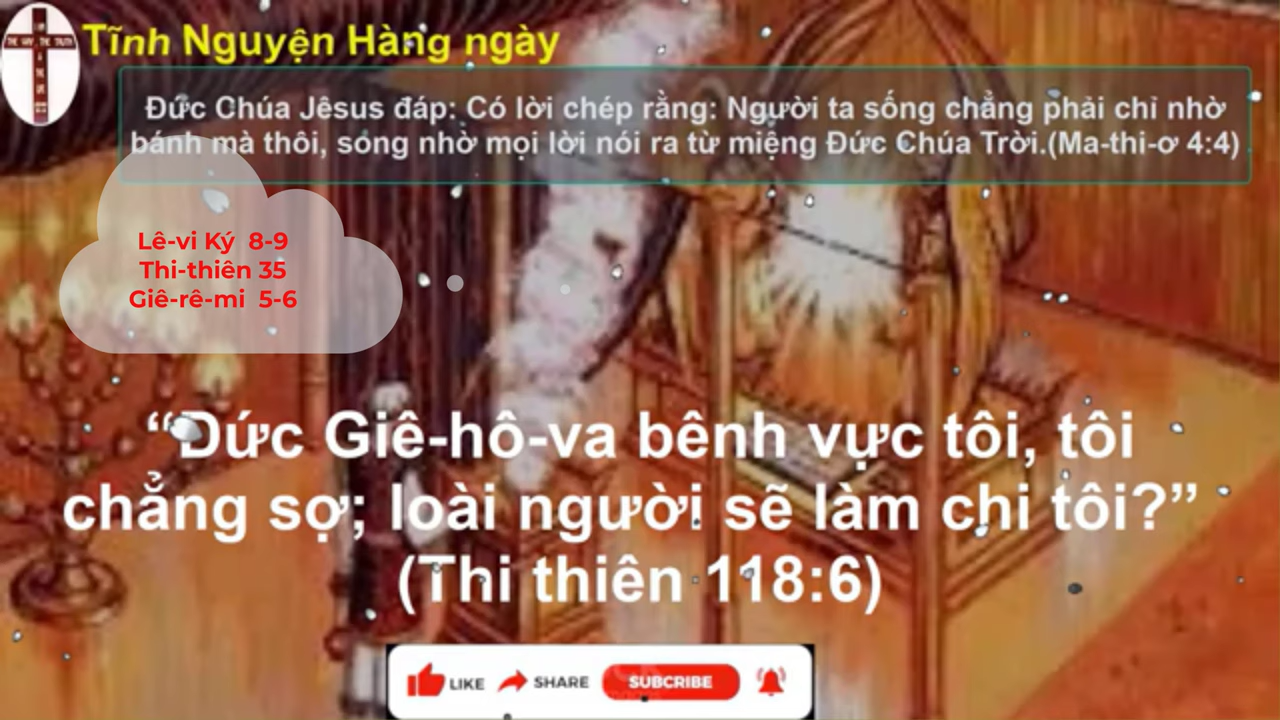 Tĩnh Nguyện Hàng ngày
Đức Chúa Jêsus đáp: Có lời chép rằng: Người ta sống chẳng phải chỉ nhờ
bánh mà thôi, sóng nhờ mọi lời nói ra từ miệng Đức Chúa Trời.(Ma-thi-ơ 4:4)
Lê-vi Ký 8-9
Thi-thiên 35
Giê-rê-mi 5-6
“Đức Giê-hô-va bênh vực tôi, tôi
chẳng sợ; loài người sẽ làm chi tôi?”
(Thi thiên 118:6)
LIKE SHARE SUBCRIBE